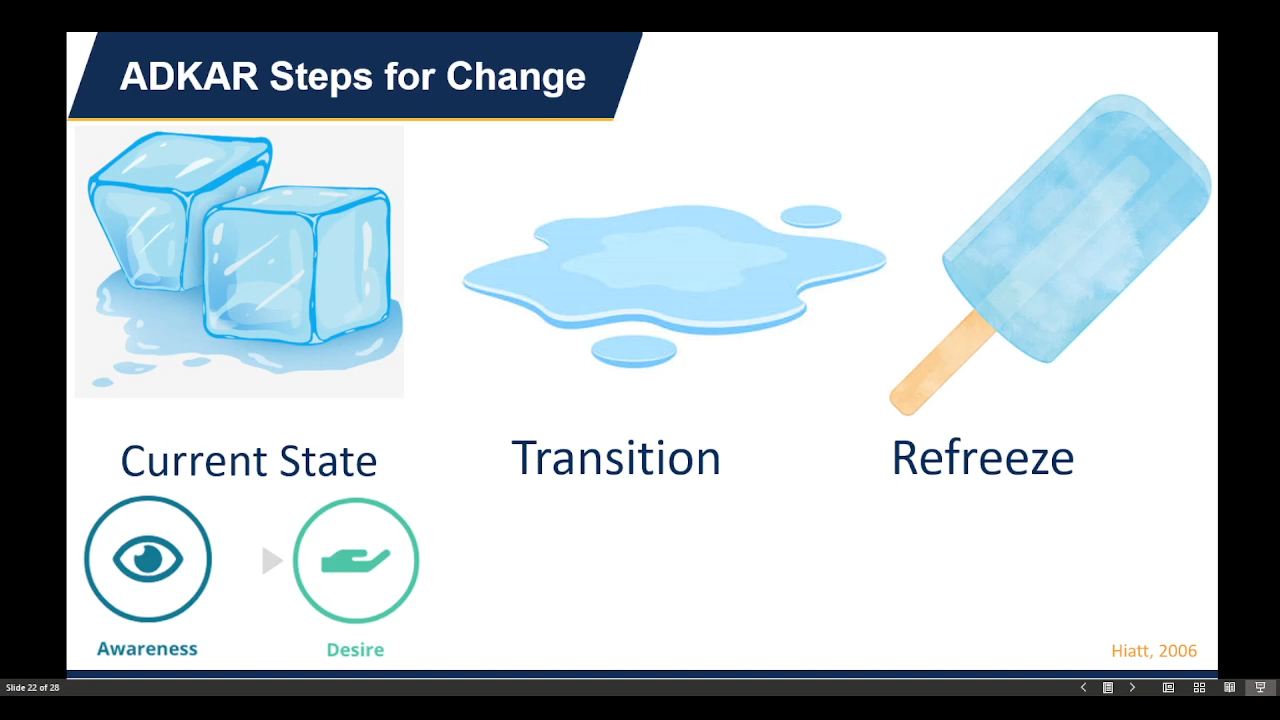 ADKAR Steps for Change
Current State
Transition
Refreeze
Awareness
Desire
Hiatt, 2006
Slide 22 of 28